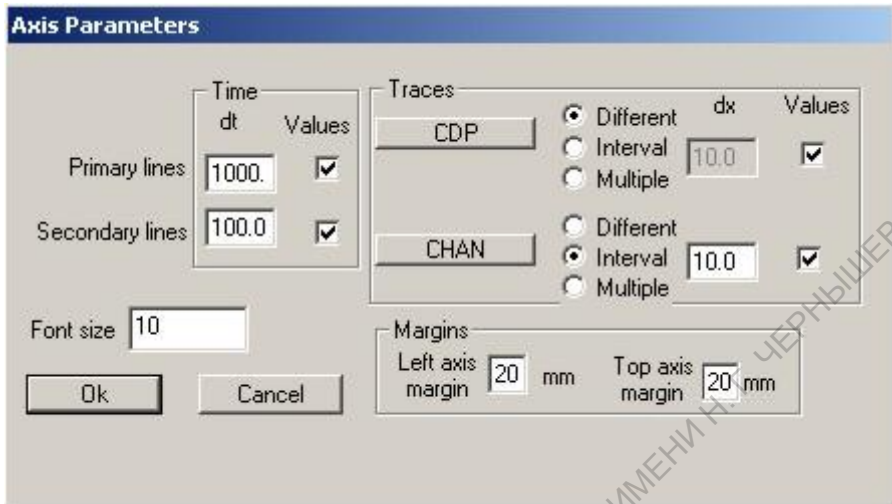 Axis Parameters
Time
dt Values
Primary lines 1000.
Secondary lines 100.0
Traces
dx Values
CDP
Different
Interval
Multiple
10.0
CHAN
Different
Interval
Multiple
10.0
Font size 10
Ok Cancel
Margins
Left axis margin 20 mm
Top axis margin 20 mm
ИМЕНИ Н. Г. ЧЕРНЫШЕ